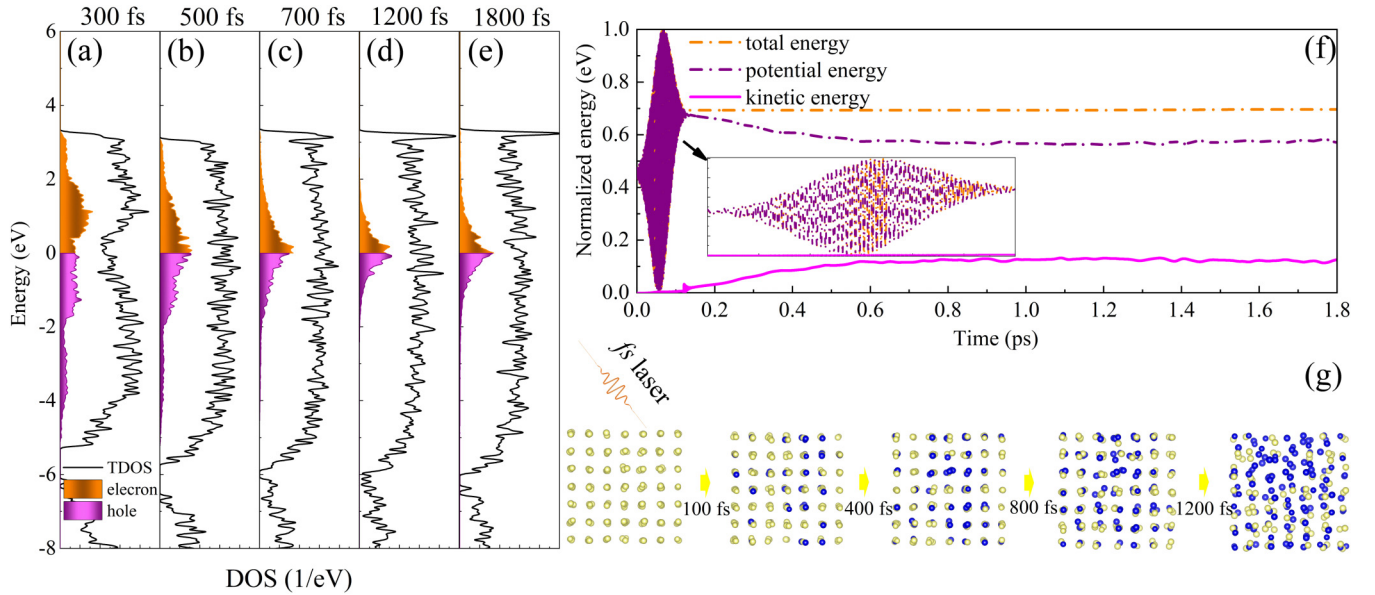 300 fs 500 fs 700 fs 1200 fs 1800 fs
(a) (b) (c) (d) (e)
6
4
2
0
-2
-4
-6
-8
Energy (eV)
TDOS
elecron
hole
DOS (1/eV)
(f)
total energy
potential energy
kinetic energy
1.0
0.8
0.6
0.4
0.2
0.0
Normalized energy (eV)
0.2 0.4 0.6 0.8 1.0 1.2 1.4 1.6 1.8
Time (ps)
(g)
fs laser
100 fs 400 fs 800 fs 1200 fs